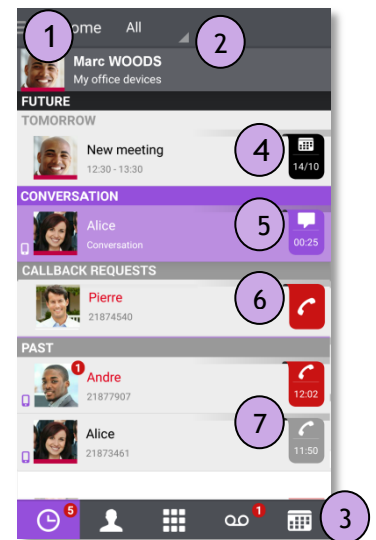 1 ome All 2
Marc WOODS
My office devices
FUTURE
TOMORROW
New meeting
12:30 - 13:30
4
14/10
CONVERSATION
Alice
Conversation
5
00:25
CALLBACK REQUESTS
Pierre
21874540
6
PAST
1
Andre
21877907
12:02
Alice
21873461
7
11:50
5
1
3